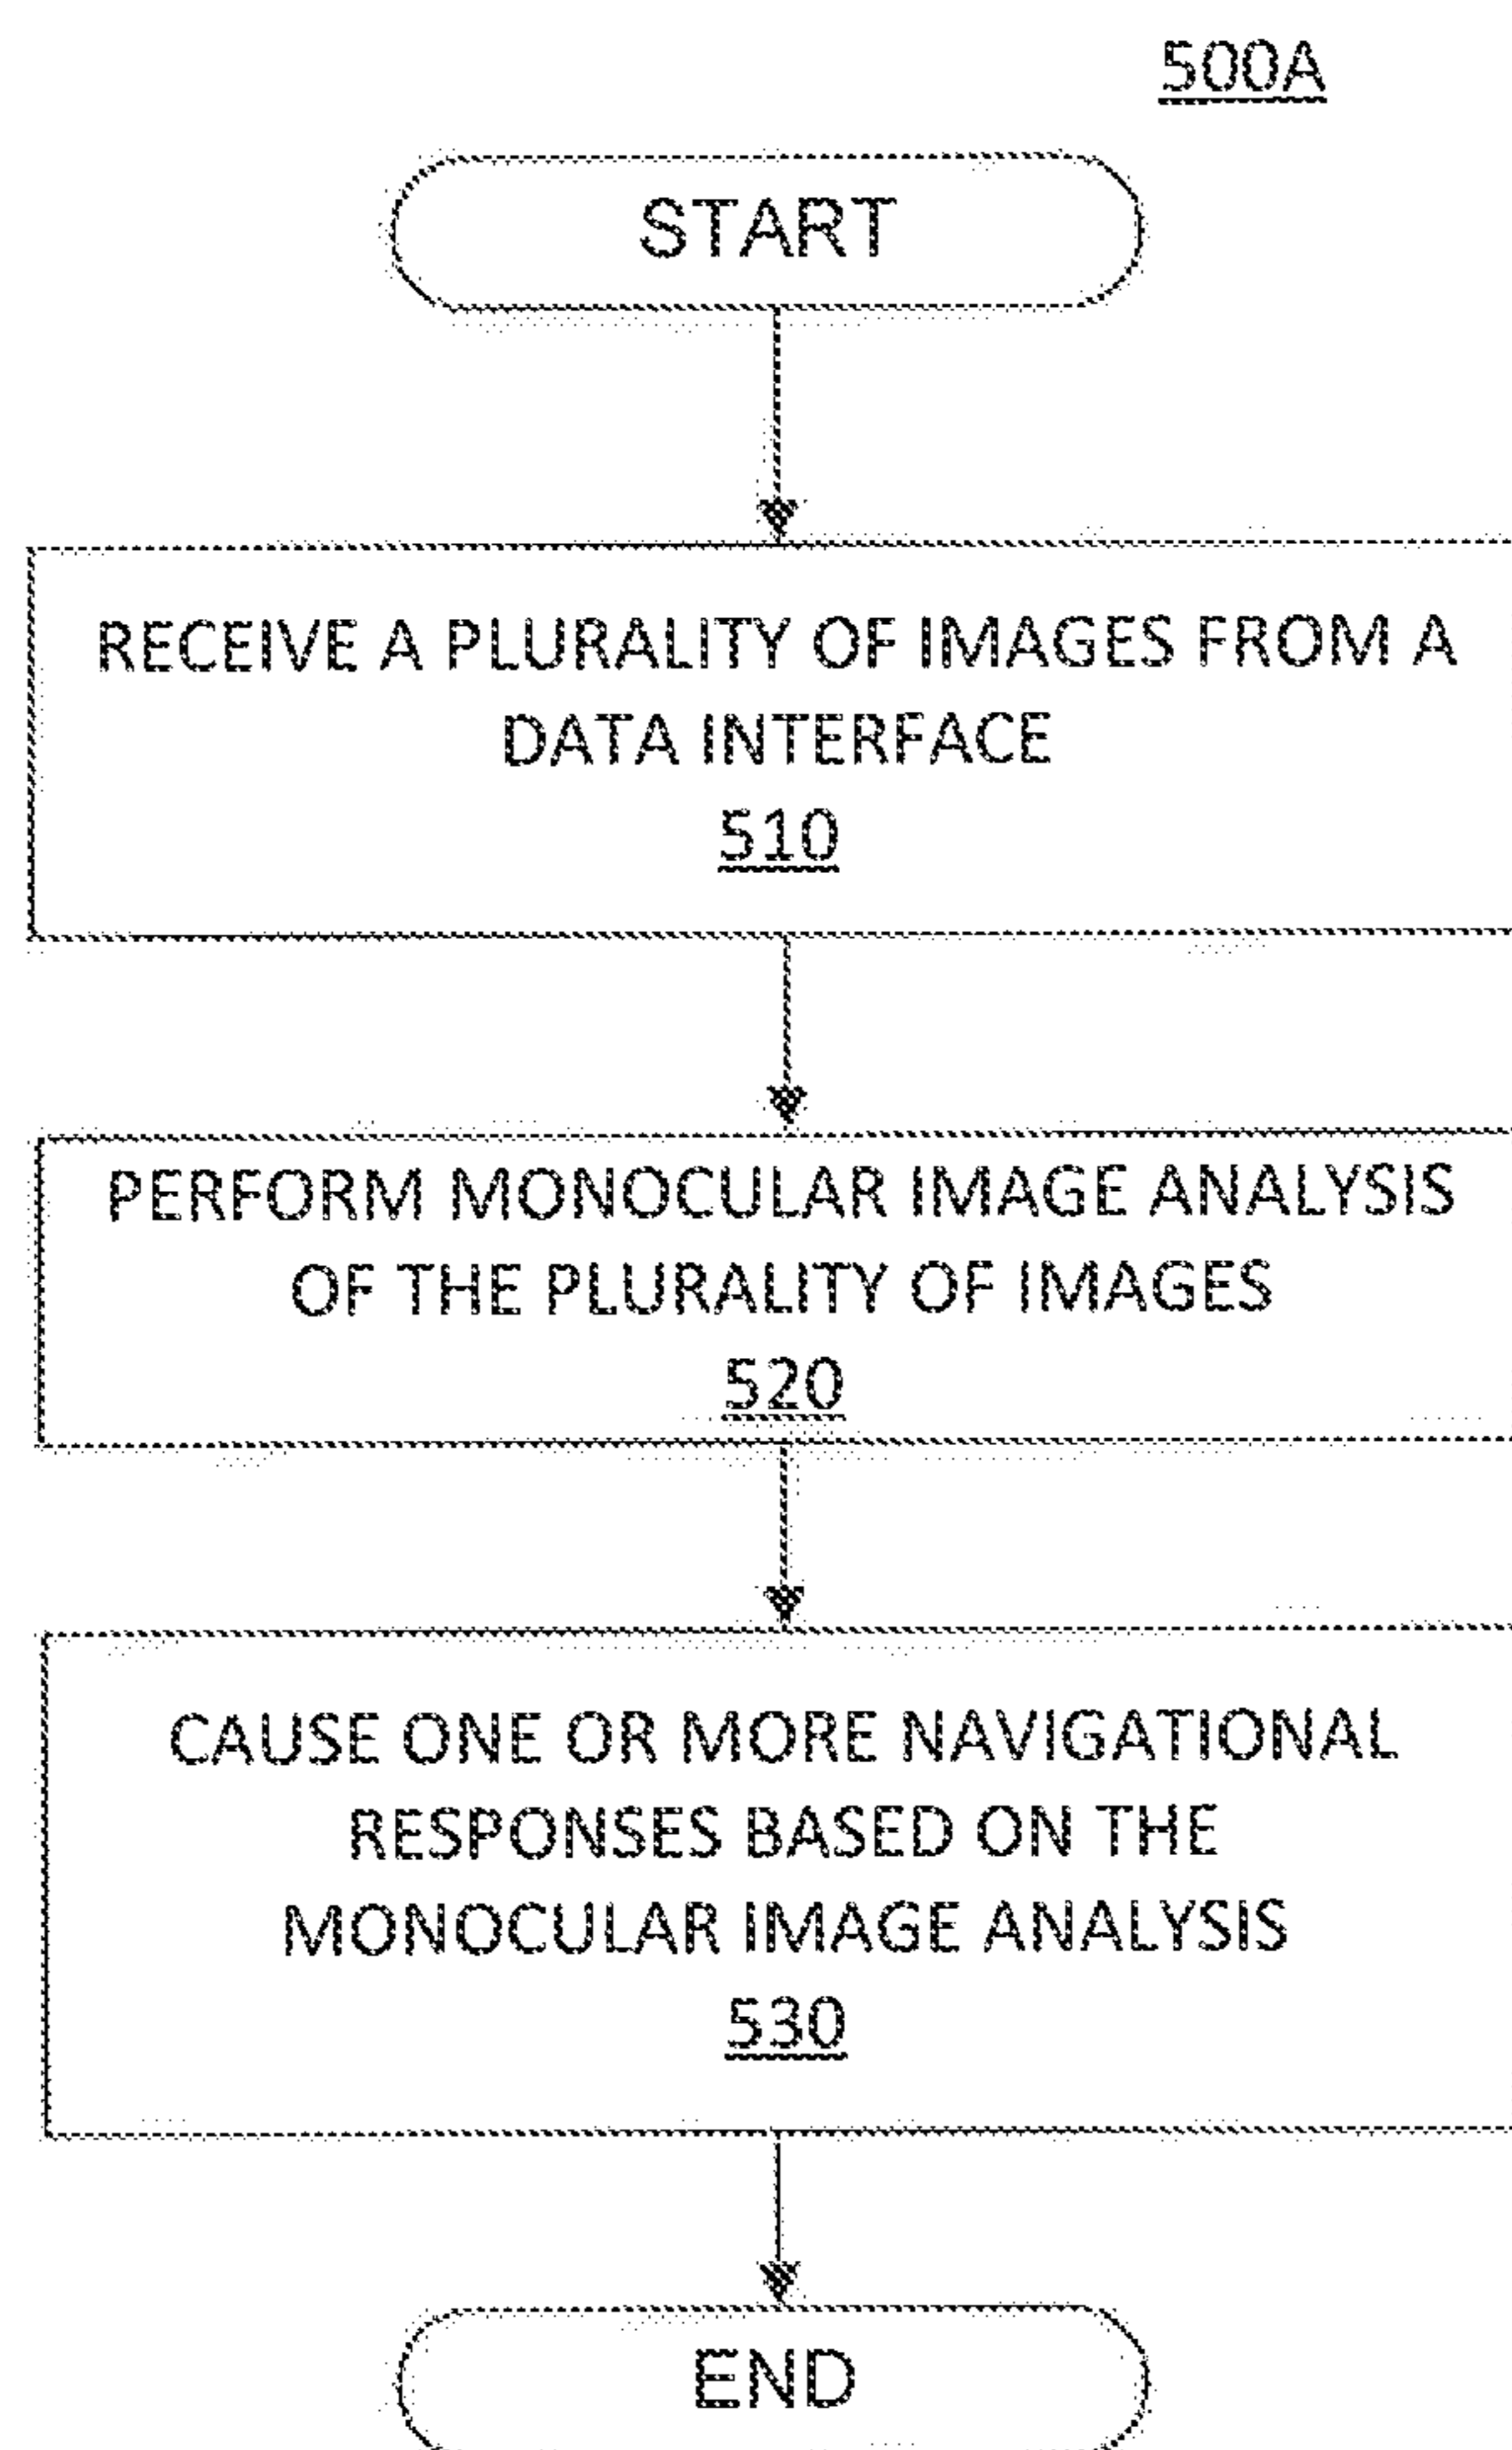 500A
START
RECEIVE A PLURALITY OF IMAGES FROM A
DATA INTERFACE
510
PERFORM MONOCULAR IMAGE ANALYSIS
OF THE PLURALITY OF IMAGES
520
CAUSE ONE OR MORE NAVIGATIONAL
RESPONSES BASED ON THE
MONOCULAR IMAGE ANALYSIS
530
END